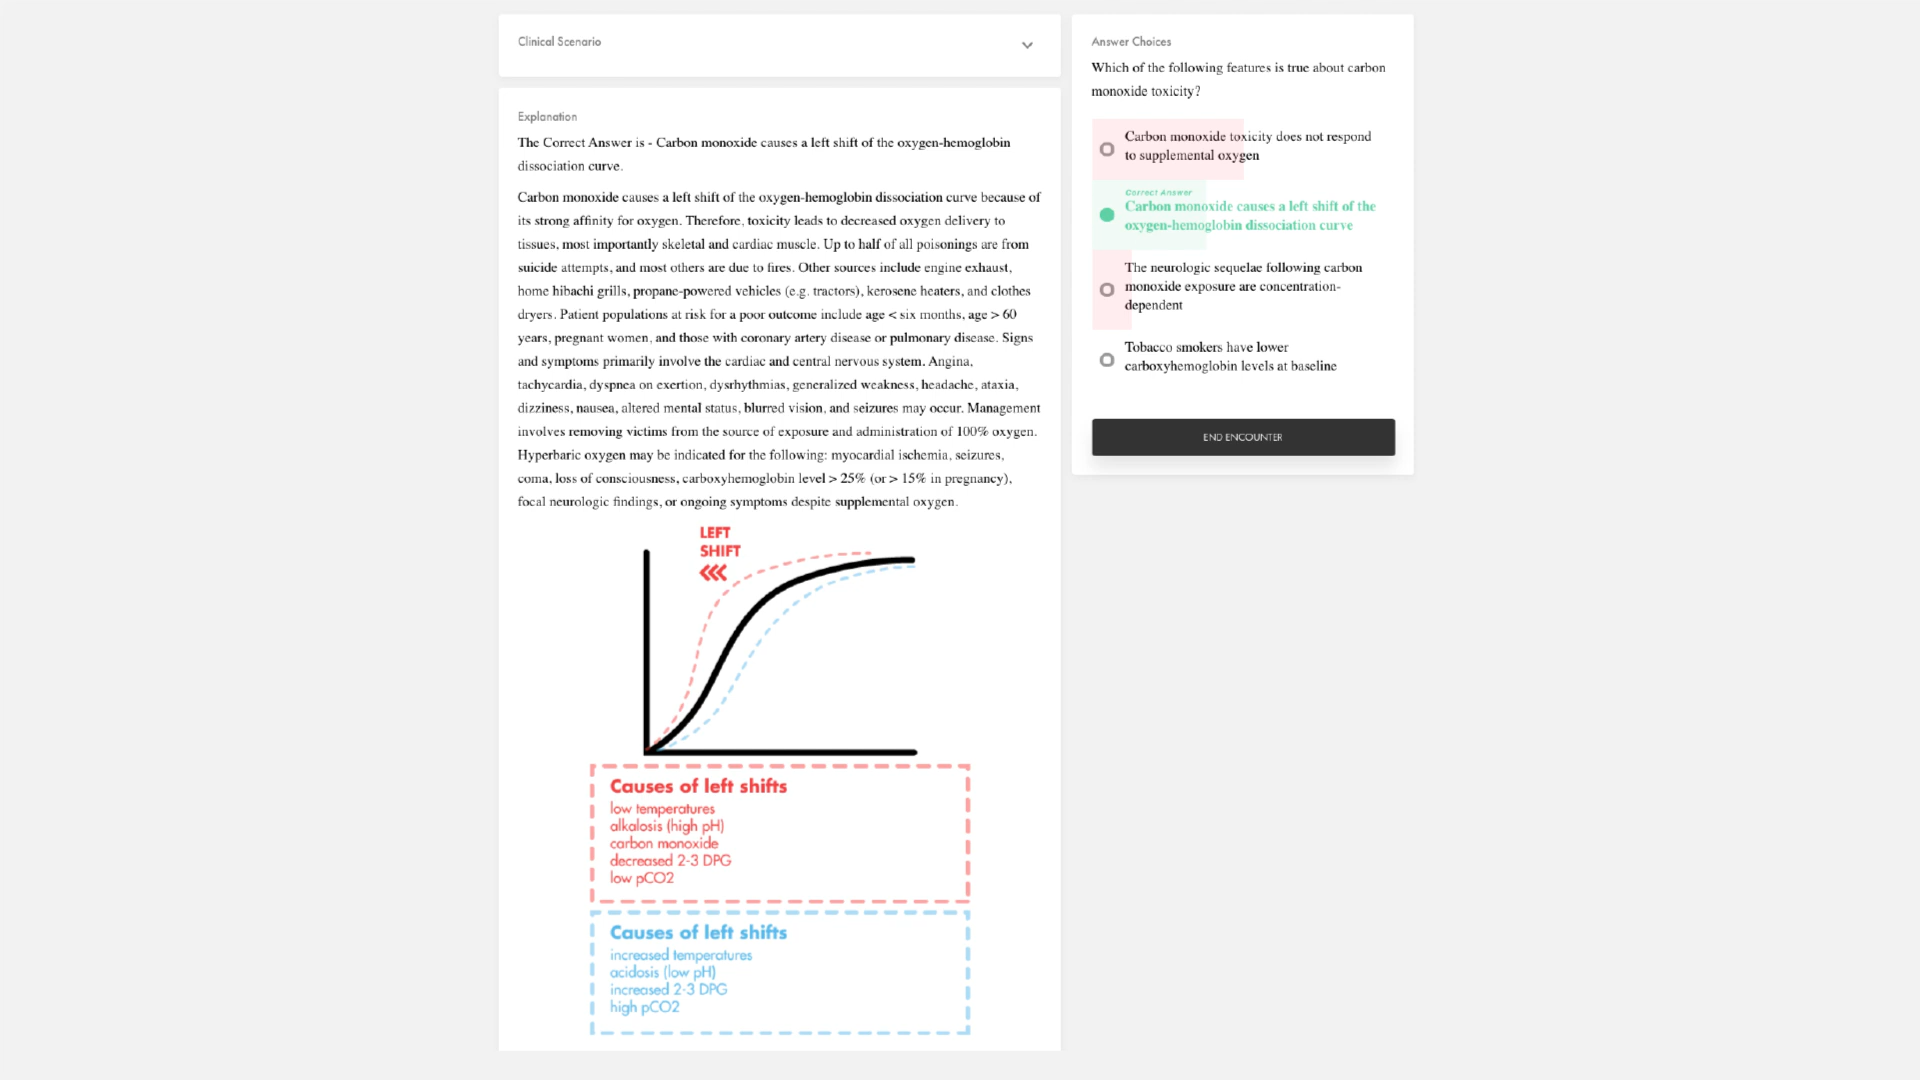 Clinical Scenario
Explanation
The Correct Answer is - Carbon monoxide causes a left shift of the oxygen-hemoglobin
dissociation curve.
Carbon monoxide causes a left shift of the oxygen-hemoglobin dissociation curve because of
its strong affinity for oxygen. Therefore, toxicity leads to decreased oxygen delivery to
tissues, most importantly skeletal and cardiac muscle. Up to half of all poisonings are from
suicide attempts, and most others are due to fires. Other sources include engine exhaust,
home hibachi grills, propane-powered vehicles (e.g. tractors), kerosene heaters, and clothes
dryers. Patient populations at risk for a poor outcome include age < six months, age > 60
years, pregnant women, and those with coronary artery disease or pulmonary disease. Signs
and symptoms primarily involve the cardiac and central nervous system. Angina,
tachycardia, dyspnea on exertion, dysrhythmias, generalized weakness, headache, ataxia,
dizziness, nausea, altered mental status, blurred vision, and seizures may occur. Management
involves removing victims from the source of exposure and administration of 100% oxygen.
Hyperbaric oxygen may be indicated for the following: myocardial ischemia, seizures,
coma, loss of consciousness, carboxyhemoglobin level > 25% (or > 15% in pregnancy),
focal neurologic findings, or ongoing symptoms despite supplemental oxygen.
LEFT
SHIFT
Causes of left shifts
low temperatures
alkalosis (high pH)
carbon monoxide
decreased 2-3 DPG
low pCO2
Causes of left shifts
increased temperatures
acidosis (low pH)
increased 2-3 DPG
high pCO2
Answer Choices
Which of the following features is true about carbon
monoxide toxicity?
Carbon monoxide toxicity does not respond
to supplemental oxygen
Correct Answer
Carbon monoxide causes a left shift of the
oxygen-hemoglobin dissociation curve
The neurologic sequelae following carbon
monoxide exposure are concentration-
dependent
Tobacco smokers have lower
carboxyhemoglobin levels at baseline
END ENCOUNTER